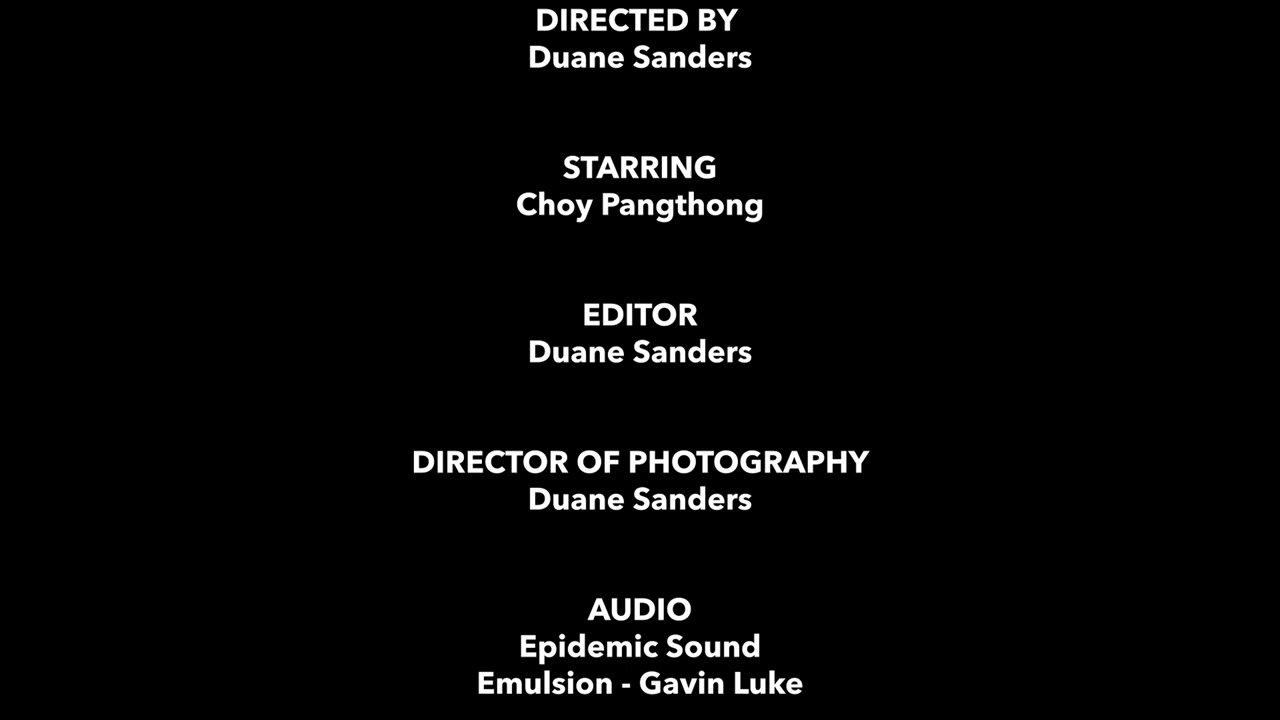 DIRECTED BY
Duane Sanders
STARRING
Choy Pangthong
EDITOR
Duane Sanders
DIRECTOR OF PHOTOGRAPHY
Duane Sanders
AUDIO
Epidemic Sound
Emulsion - Gavin Luke